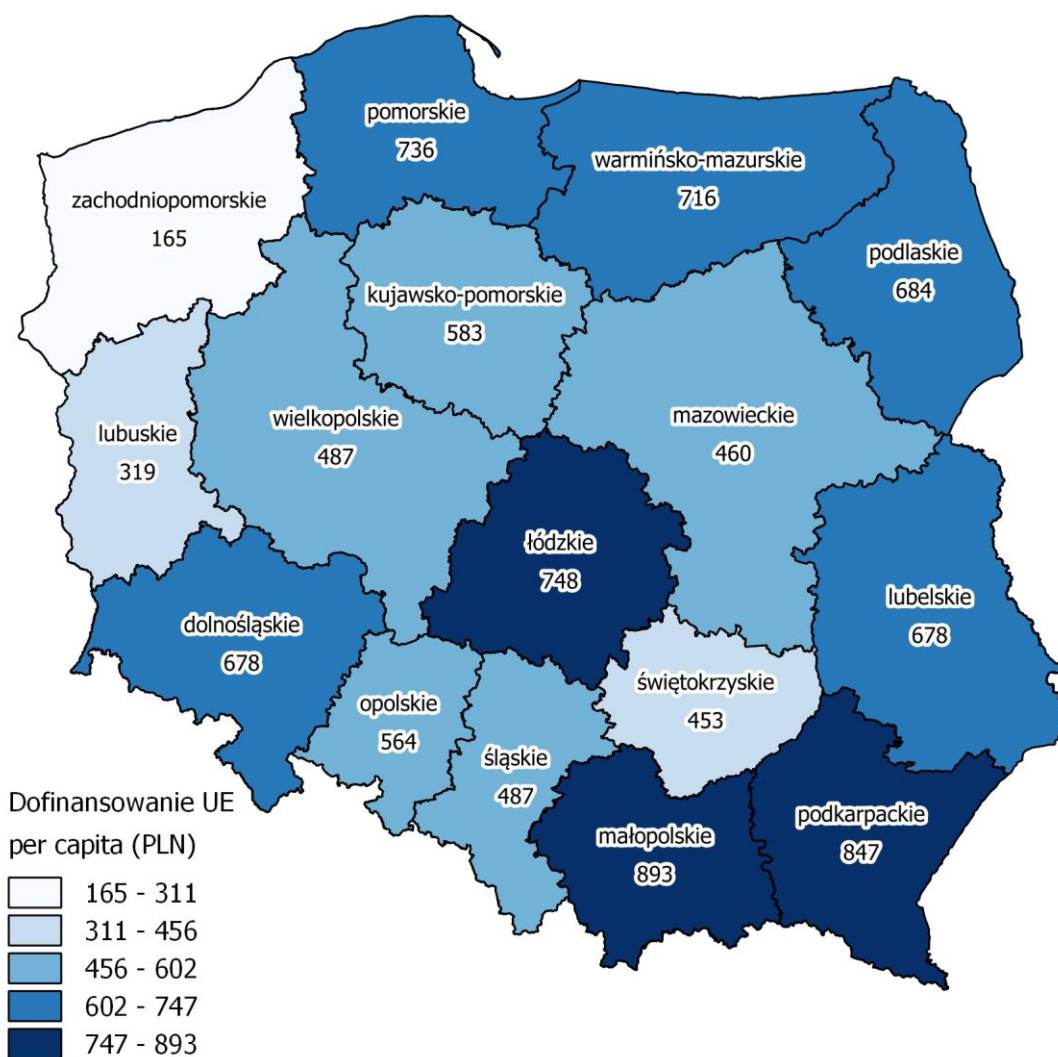 pomorskie
736
warmińsko-mazurskie
716
zachodniopomorskie
165
podlaskie
684
kujawsko-pomorskie
583
lubuskie
319
wielkopolskie
487
mazowieckie
460
łódzkie
748
dolnośląskie
678
lubelskie
678
opolskie
564
śląskie
487
świętokrzyskie
453
małopolskie
893
podkarpackie
847
Dofinansowanie UE
per capita (PLN)
165 - 311
311 - 456
456 - 602
602 - 747
747 - 893